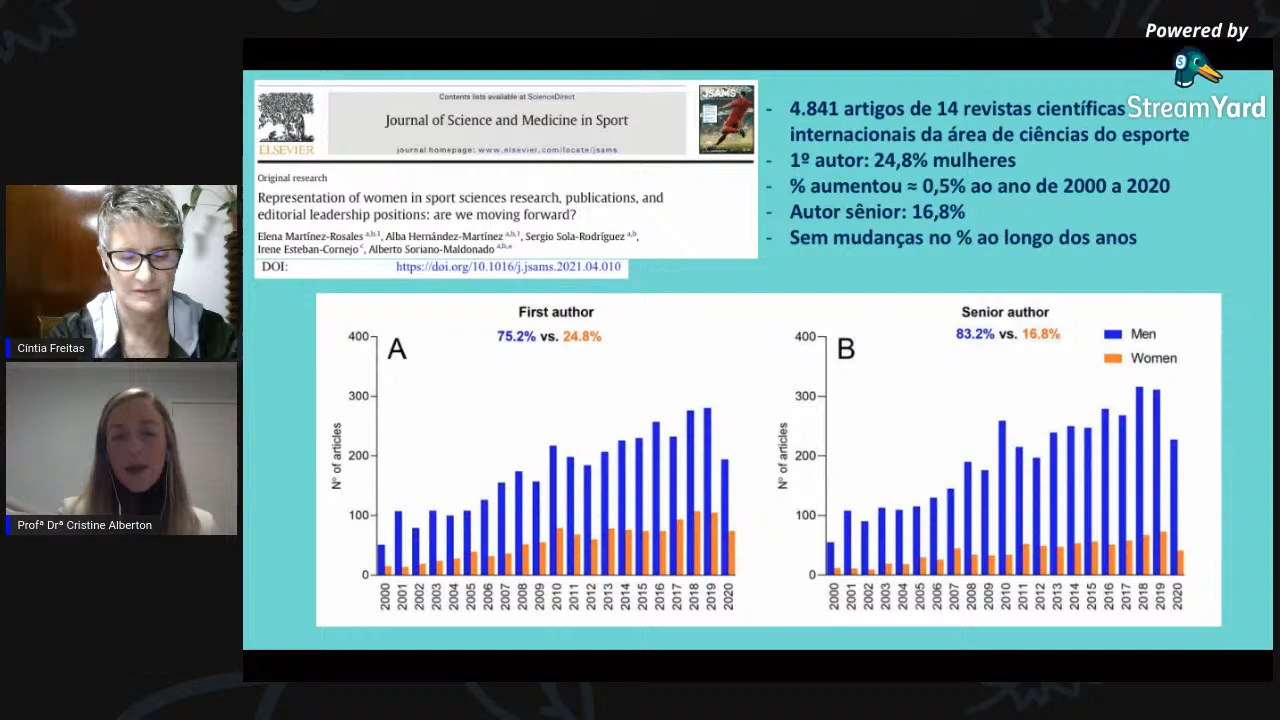 Powered by
StreamYard
Contents lists available at ScienceDirect
Journal of Science and Medicine in Sport
journal homepage: www.elsevier.com/locate/jsams
ELSEVIER
JSAMS
Original research
Representation of women in sport sciences research, publications, and
editorial leadership positions: are we moving forward?
Elena Martínez-Rosales a,b,1, Alba Hernández-Martínez a,b,1, Sergio Sola-Rodríguez a,b,
Irene Esteban-Cornejo c, Alberto Soriano-Maldonado a,b,*
DOI: https://doi.org/10.1016/j.jsams.2021.04.010
- 4.841 artigos de 14 revistas científicas
internacionais da área de ciências do esporte
- 1º autor: 24,8% mulheres
- % aumentou ≈ 0,5% ao ano de 2000 a 2020
- Autor sênior: 16,8%
- Sem mudanças no % ao longo dos anos
Cíntia Freitas
Profª Drª Cristine Alberton
First author
75.2% vs. 24.8%
A
Nº of articles
400
300
200
100
0
2000 2001 2002 2003 2004 2005 2006 2007 2008 2009 2010 2011 2012 2013 2014 2015 2016 2017 2018 2019 2020
Senior author
83.2% vs. 16.8%
Men
Women
B
Nº of articles
400
300
200
100
0
2000 2001 2002 2003 2004 2005 2006 2007 2008 2009 2010 2011 2012 2013 2014 2015 2016 2017 2018 2019 2020